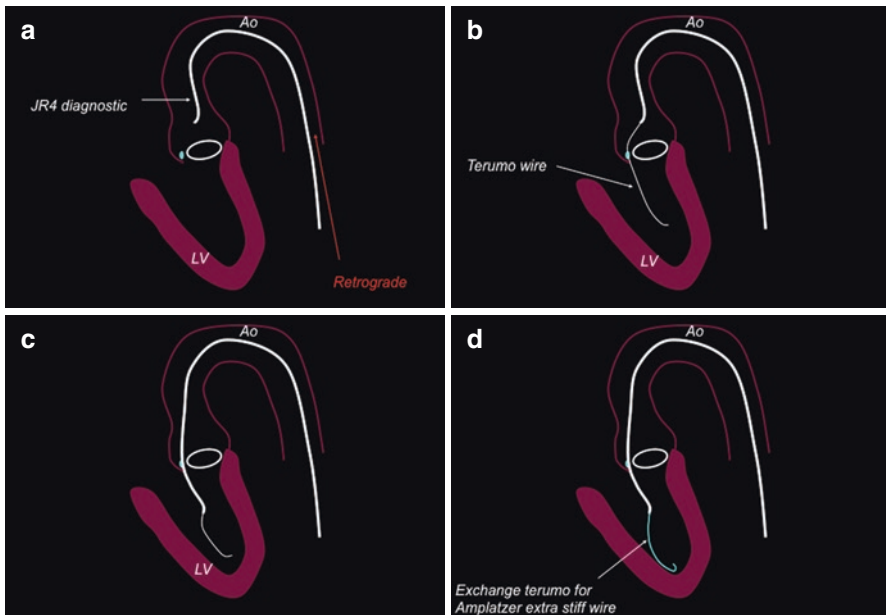 a
Ao
JR4 diagnostic
LV
Retrograde
b
Ao
Terumo wire
LV
c
Ao
LV
d
Ao
Exchange terumo for
Amplatzer extra stiff wire